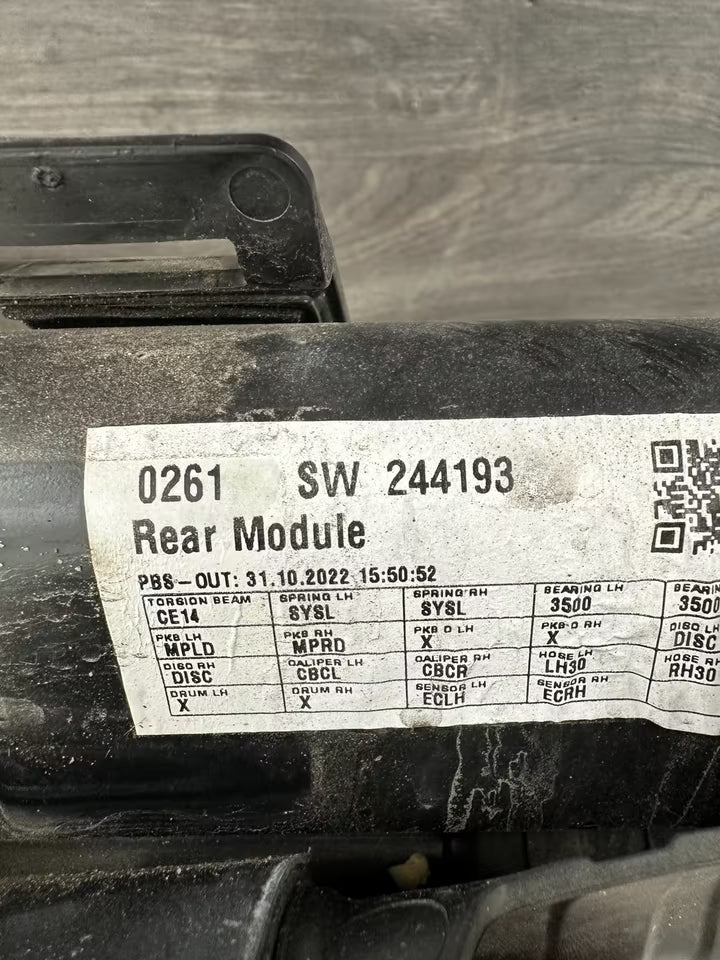 0261 SW 244193
Rear Module
PBS-OUT: 31.10.2022 15:50:52
TORSION BEAM SPRING LH SPRING RH BEARING LH BEARIN
CE14 SYSL SYSL 3500 3500
PKB LH PKB RH PKB O LH PKB O RH DISC LH
MPLD MPRD X X DISC
DISC RH CALIPER LH CALIPER RH HOSE LH HOSE RH
DISC CBCL CBCR LH30 RH30
DRUM LH DRUM RH SENSOR LH SENSOR RH
X X ECLH ECRH